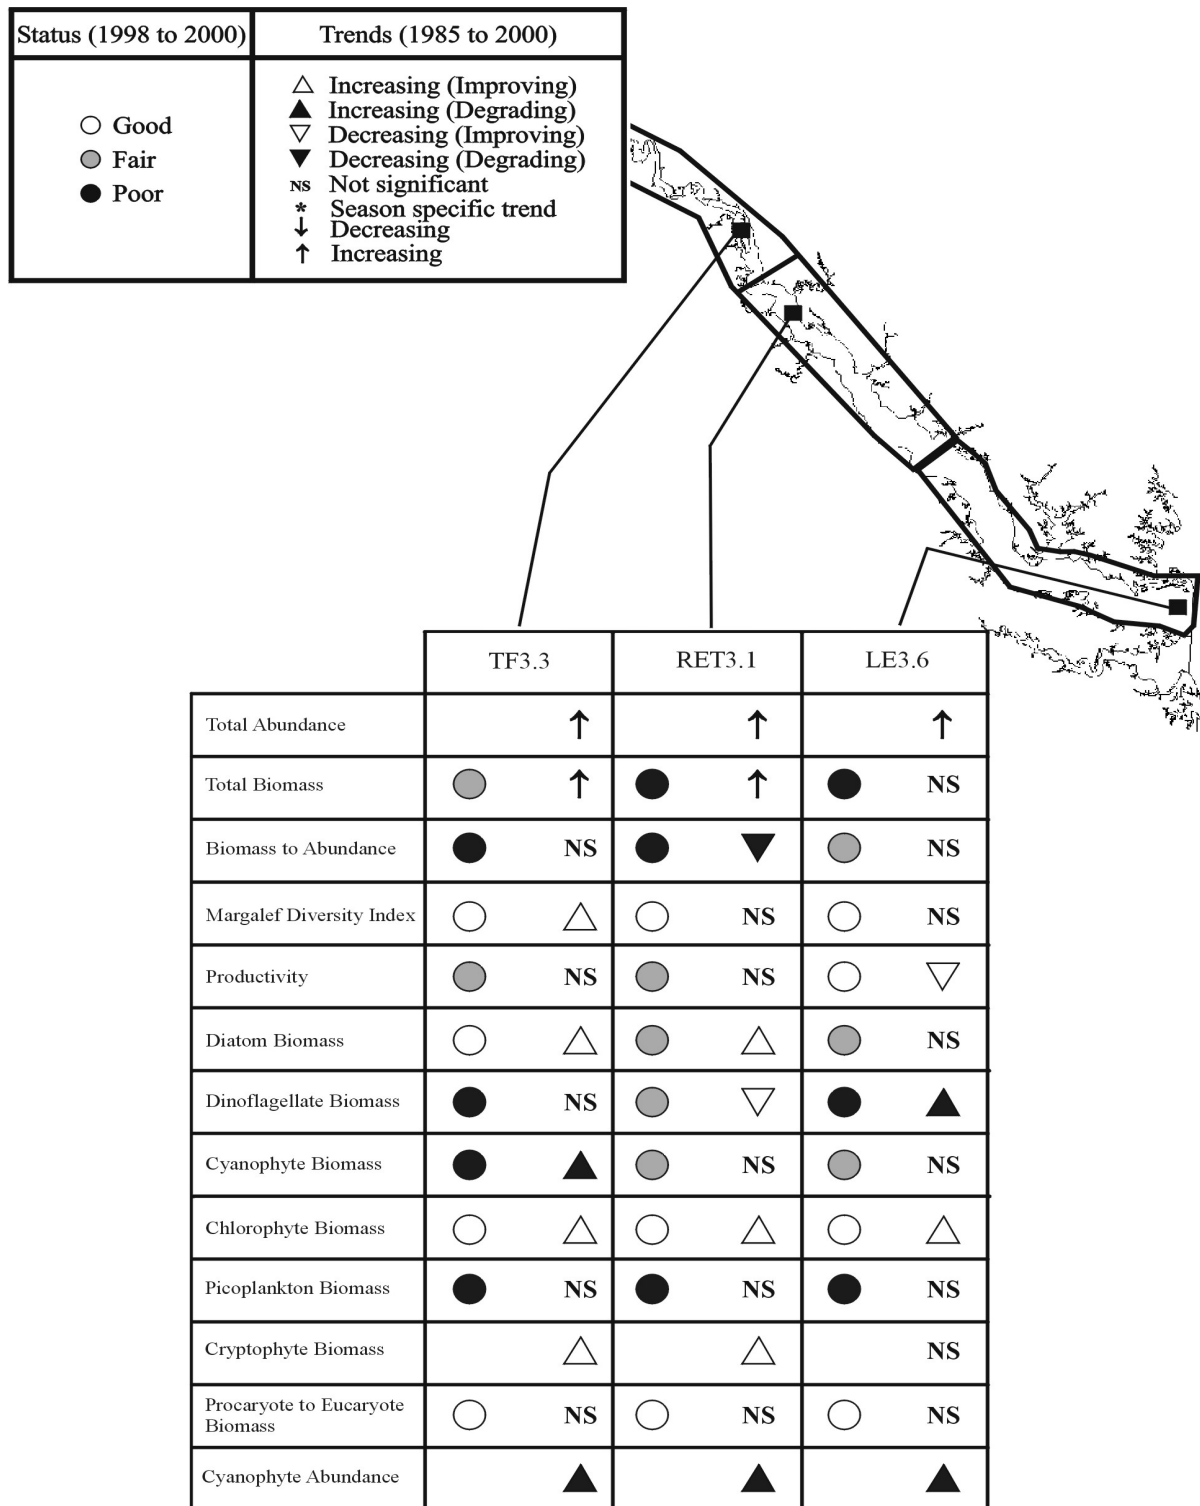 Status (1998 to 2000) Trends (1985 to 2000)
Good
Fair
Poor
Increasing (Improving)
Increasing (Degrading)
Decreasing (Improving)
Decreasing (Degrading)
NS Not significant
* Season specific trend
↓ Decreasing
↑ Increasing
TF3.3 RET3.1 LE3.6
Total Abundance ↑ ↑ ↑
Total Biomass ↑ ↑ NS
Biomass to Abundance NS NS
Margalef Diversity Index NS NS
Productivity NS NS
Diatom Biomass NS
Dinoflagellate Biomass NS
Cyanophyte Biomass NS NS
Chlorophyte Biomass
Picoplankton Biomass NS NS NS
Cryptophyte Biomass NS
Procaryote to Eucaryote
Biomass NS NS NS
Cyanophyte Abundance